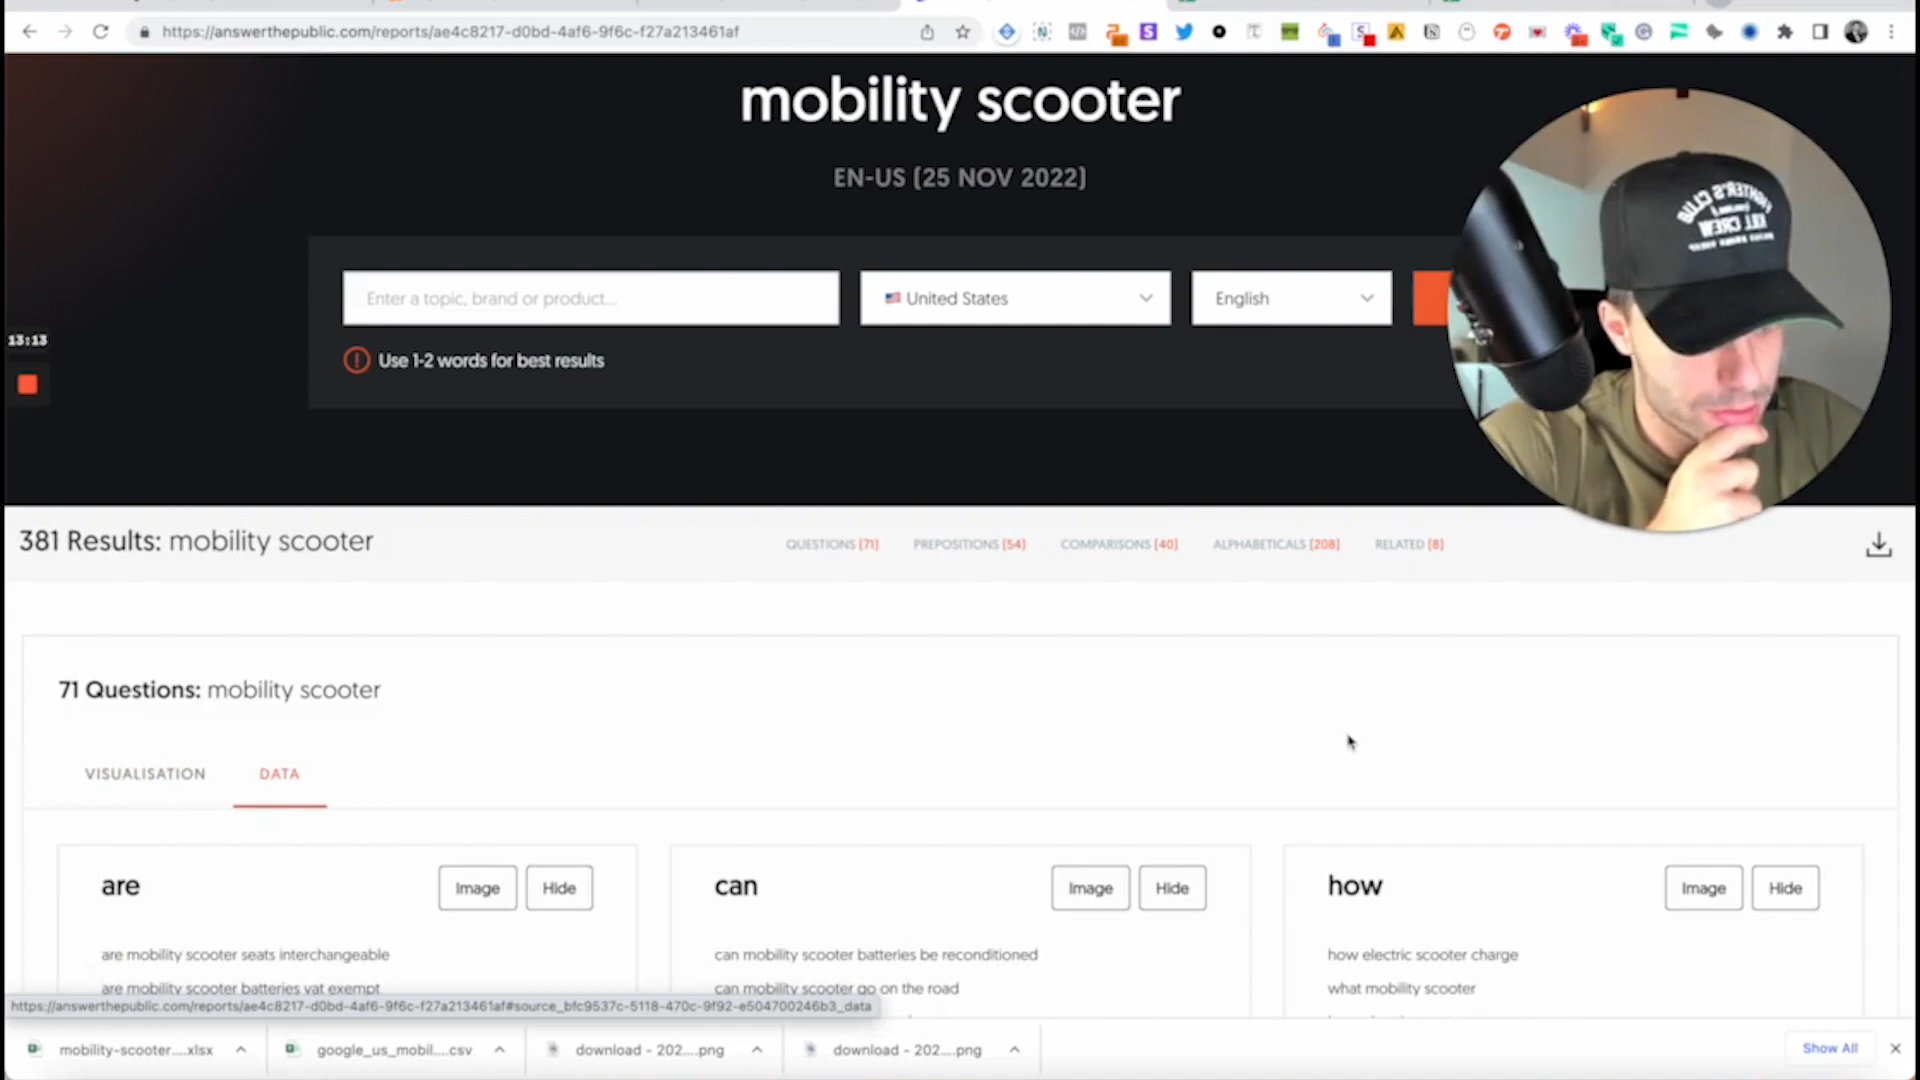 https://answerthepublic.com/reports/ae4c8217-d0bd-4af6-9f6c-f27a213461af
mobility scooter
EN-US (25 NOV 2022)
Enter a topic, brand or product...
United States
English
Use 1-2 words for best results
13:13
FIGHTER'S CLUB
KILL CREW
381 Results: mobility scooter
QUESTIONS (71)
PREPOSITIONS (54)
COMPARISONS (40)
ALPHABETICALS (208)
RELATED (8)
71 Questions: mobility scooter
VISUALISATION
DATA
are
Image
Hide
can
Image
Hide
how
Image
Hide
are mobility scooter seats interchangeable
can mobility scooter batteries be reconditioned
how electric scooter charge
are mobility scooter batteries vat exempt
can mobility scooter go on the road
what mobility scooter
https://answerthepublic.com/reports/ae4c8217-d0bd-4af6-9f6c-f27a213461af#source_bfc9537c-5118-470c-9f92-e504700246b3_data
mobility-scooter....xlsx
google_us_mobil....csv
download - 202....png
download - 202....png
Show All